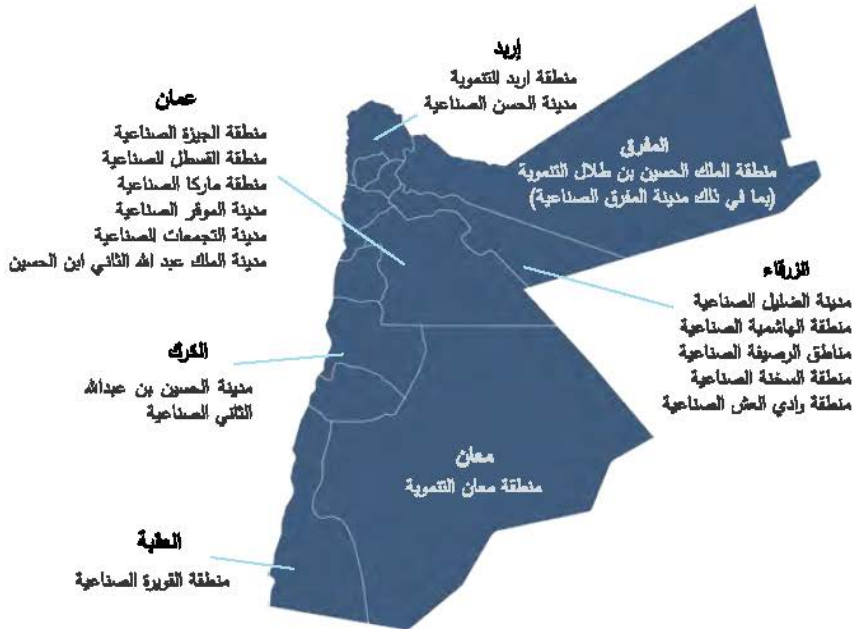 إربد
منطقة اربد للتنموية
مدينة الحسن الصناعية
عمان
منطقة الجيزة الصناعية
منطقة القسطل للصناعية
منطقة ماركا الصناعية
مدينة الموقر الصناعية
مدينة التجمعات للصناعية
مدينة الملك عبد الله الثاني ابن الحسين
المفرق
منطقة الملك الحسين بن طلال التنموية
(بما في ذلك مدينة المفرق الصناعية)
الزرقاء
مدينة الضليل الصناعية
منطقة الهاشمية الصناعية
مناطق الرصيفة الصناعية
منطقة السخنة الصناعية
منطقة وادي العش الصناعية
الكرك
مدينة الحسين بن عبدالله
الثاني الصناعية
معان
منطقة معان التنموية
العقبة
منطقة القويرة الصناعية